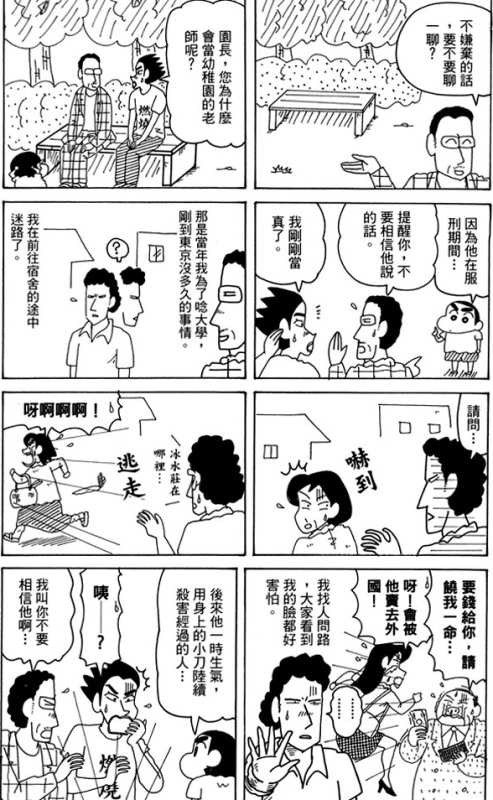 不嫌棄的話
，要不要聊
一聊？
園長，您為什麼
會當幼稚園的老
師呢？
燃燒
因為他在服
刑期間…
提醒你，不
要相信他說
的話。
我剛剛當
真了。
那是當年我為了唸大學，
剛到東京沒多久的事情。
？
我在前往宿舍的途中
迷路了。
請問…
嚇到
冰水莊在
哪裡…
逃走
呀啊啊啊！
要錢給你，請
饒我一命…
呀！會被
他賣去外
國！
……
我找人問路
，大家看到
我的臉都好
害怕。
後來他一時生氣，
用身上的小刀陸續
殺害經過的人…
咦——？
燃燒
我叫你不要
相信他啊…